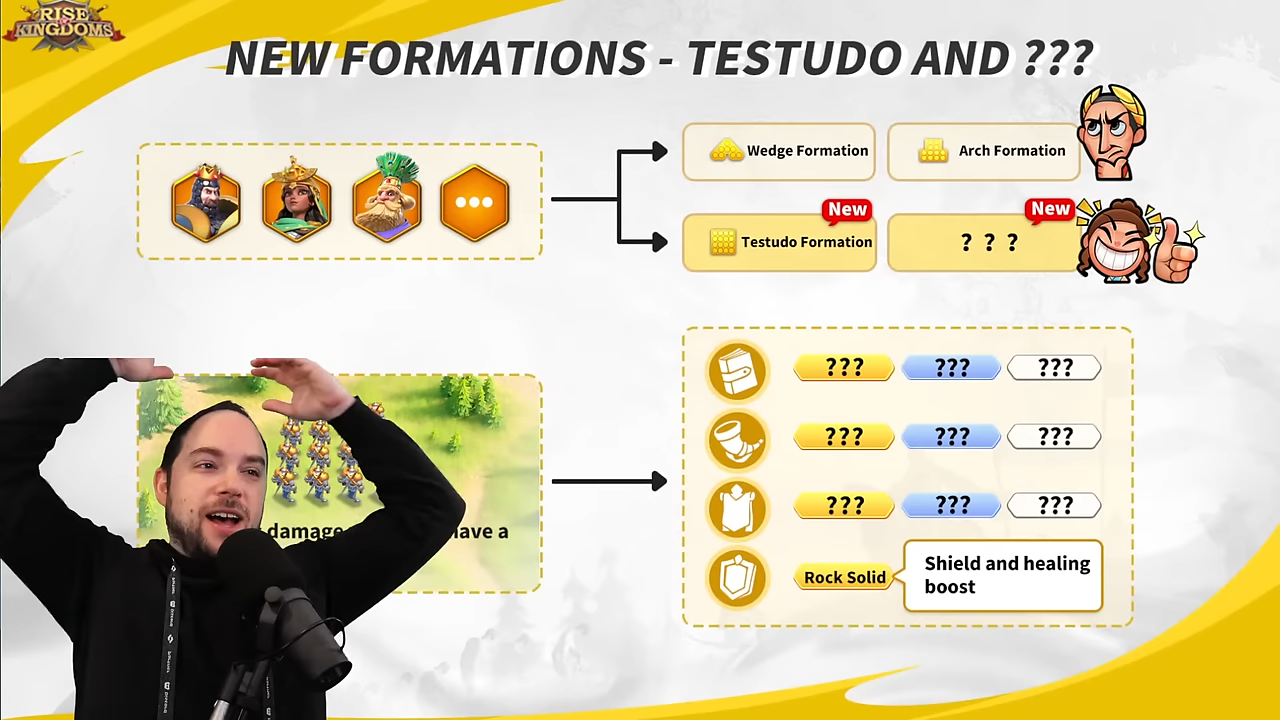 RISE
OF
KINGDOMS
NEW FORMATIONS - TESTUDO AND ???
Wedge Formation
Arch Formation
New
New
Testudo Formation
? ? ?
??? ??? ???
??? ??? ???
damage have a
??? ??? ???
Rock Solid
Shield and healing
boost